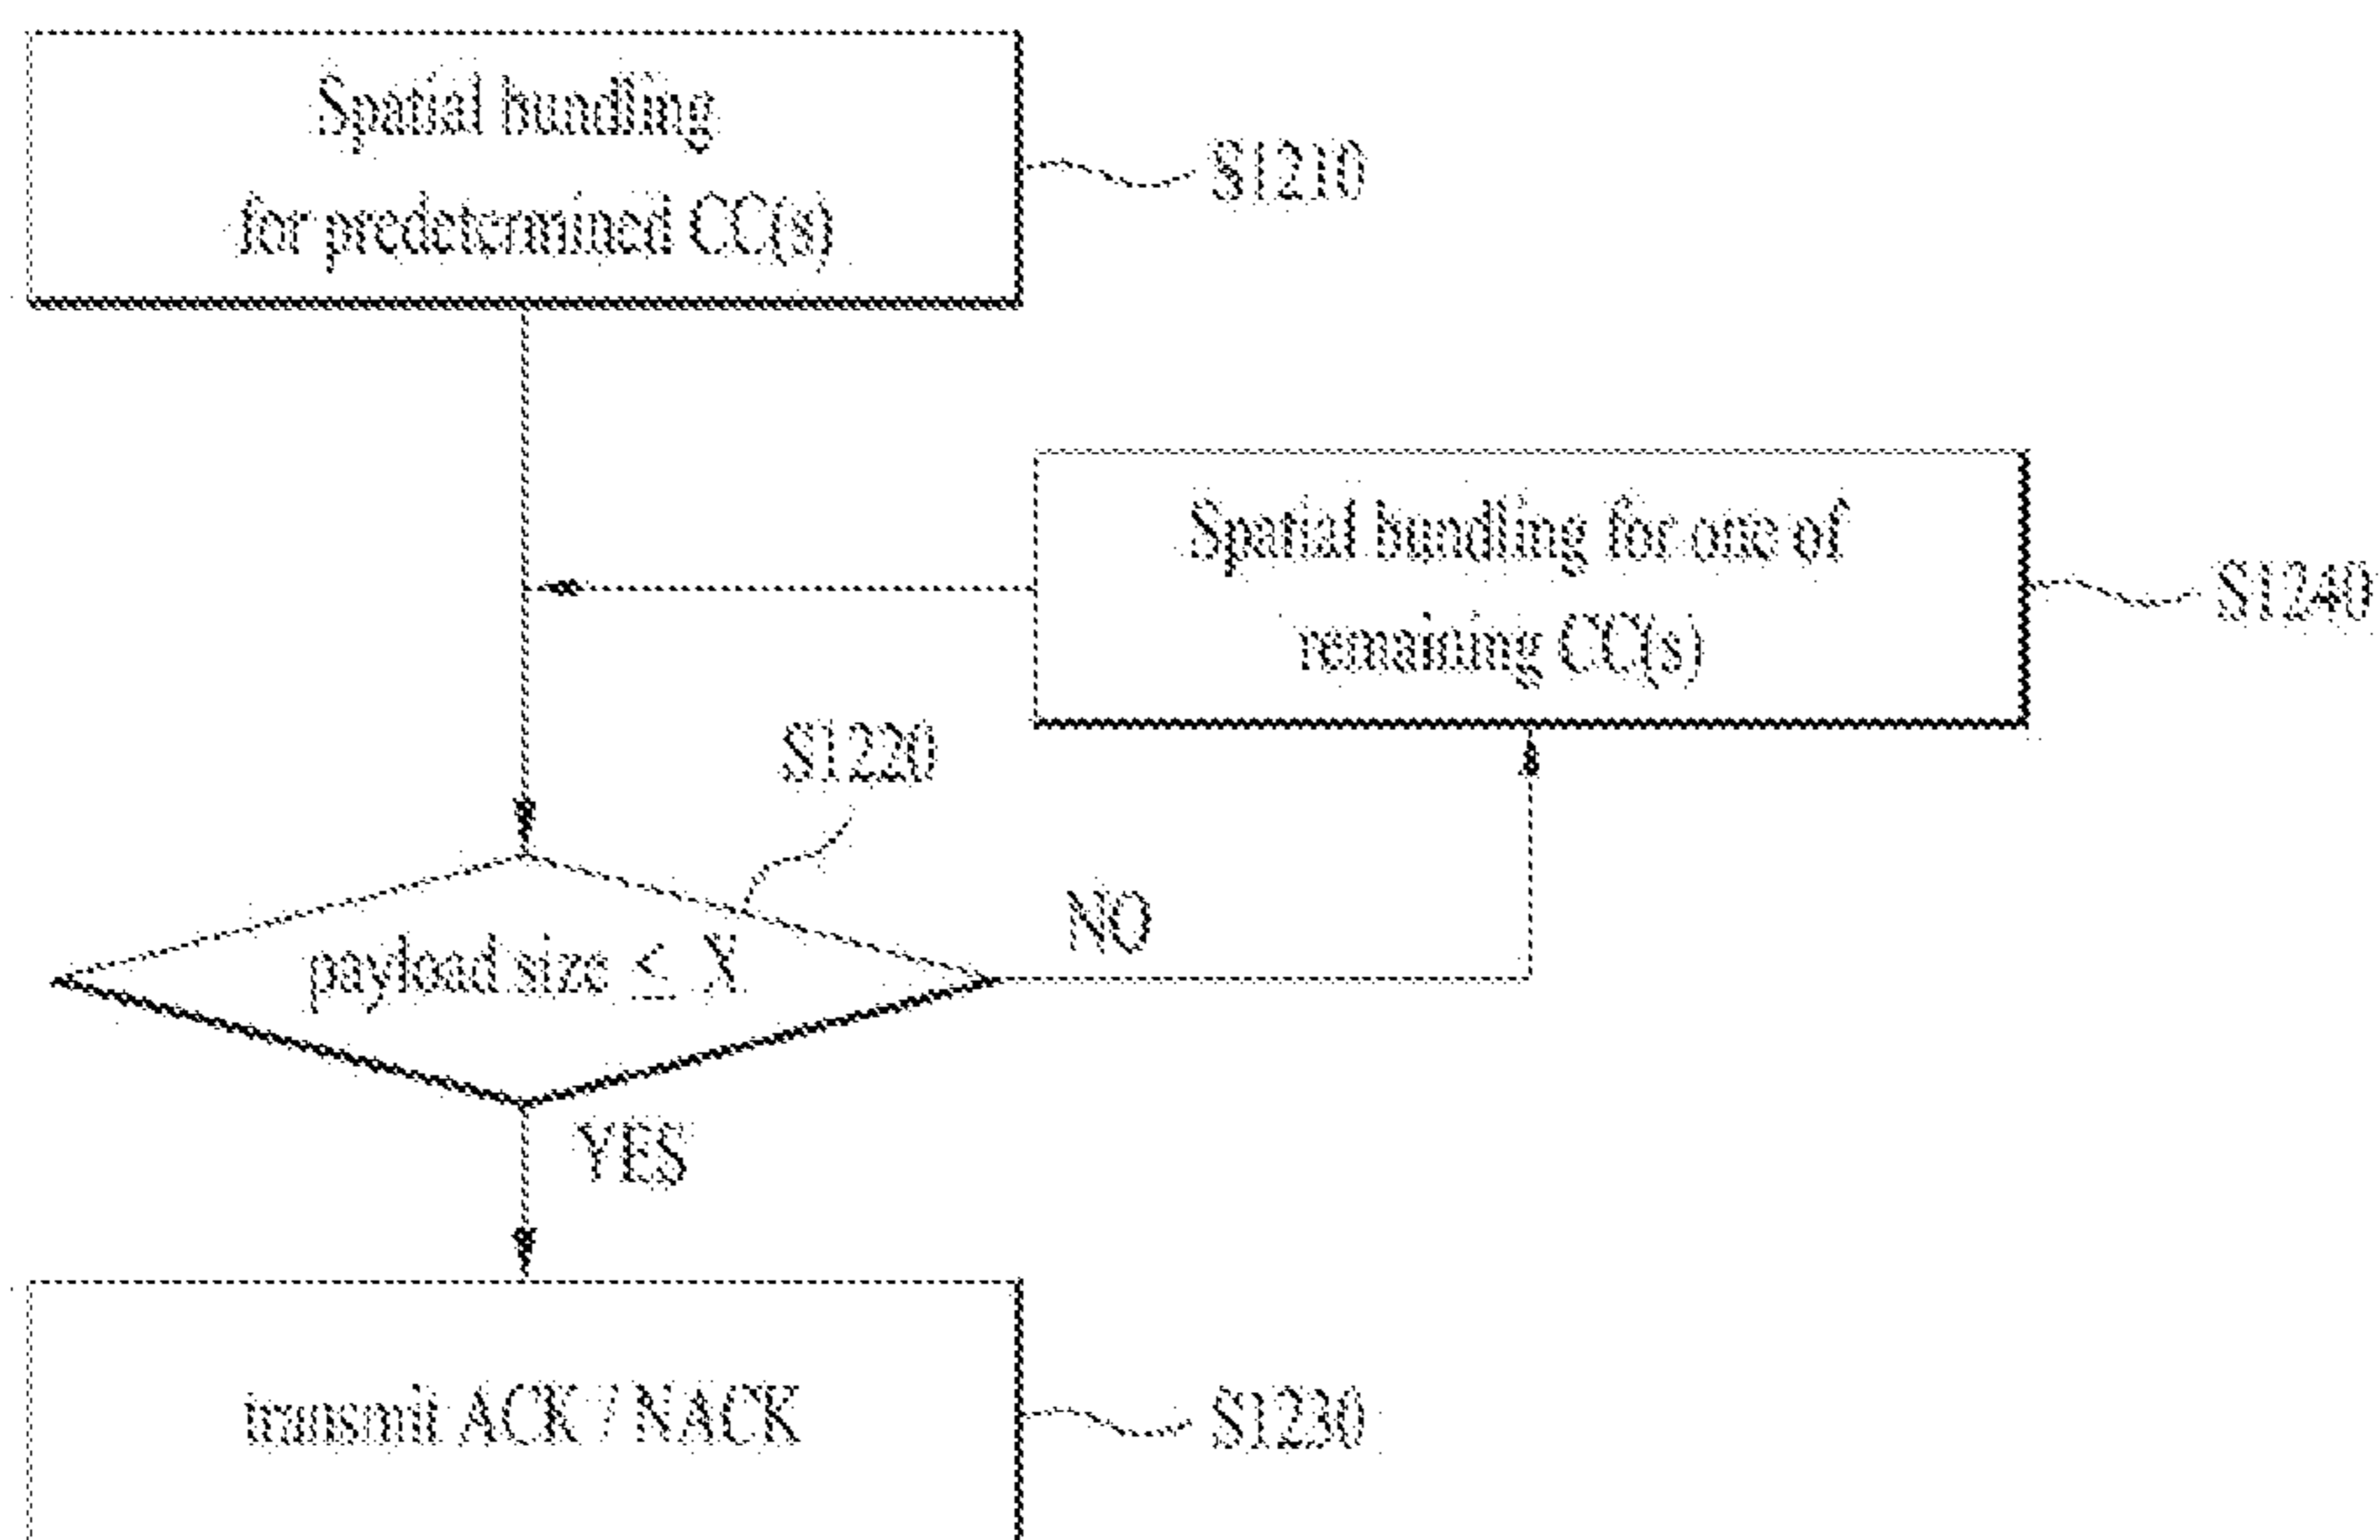 Spatial bundling
for predetermined CC(s)
S1210
Spatial bundling for one of
remaining CC(s)
S1240
S1220
payload size ≤ X
NO
YES
transmit ACK / NACK
S1230